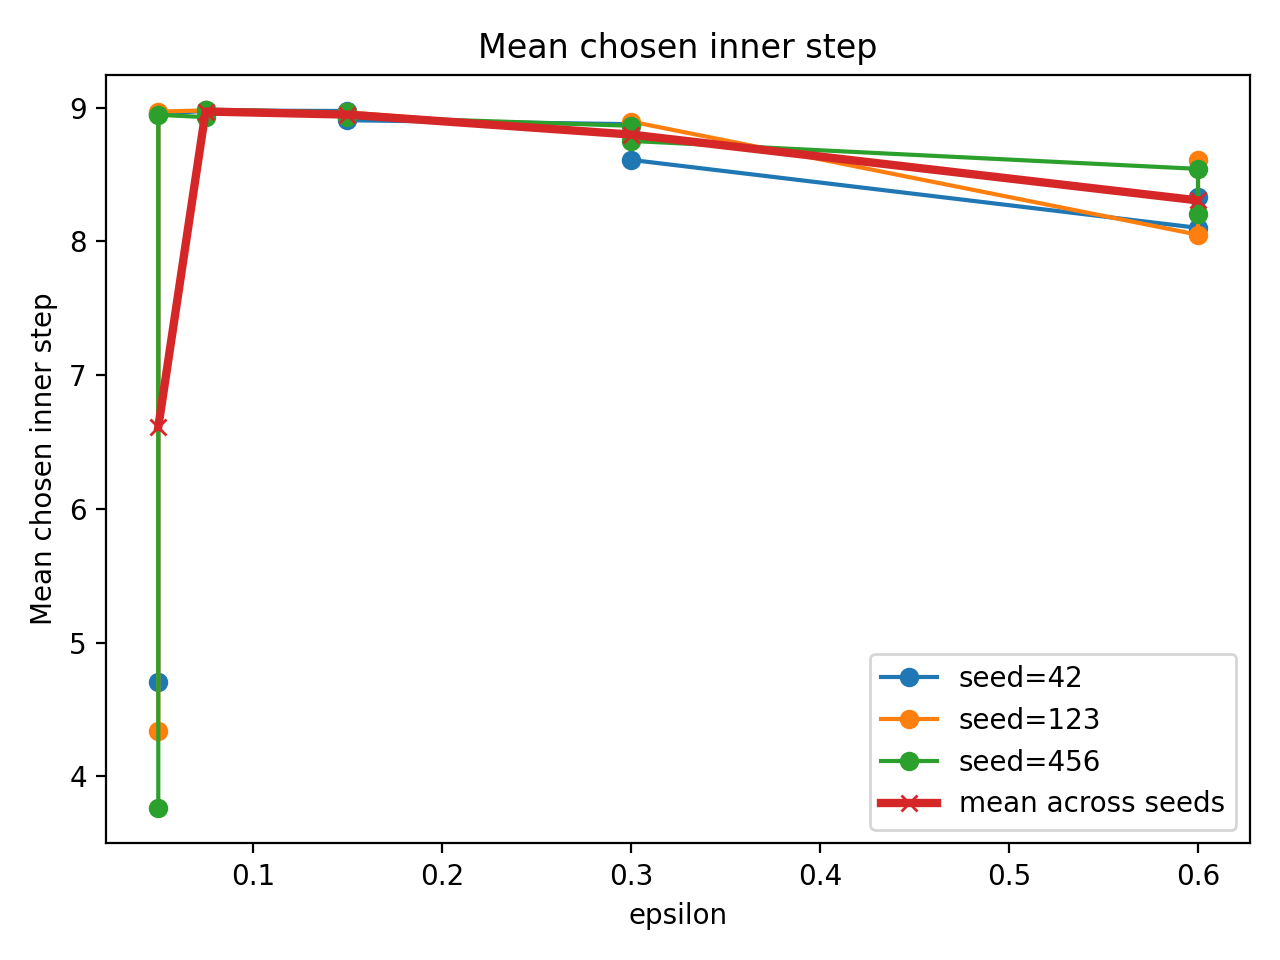 Mean chosen inner step
Mean chosen inner step
9
8
7
6
5
4
0.1 0.2 0.3 0.4 0.5 0.6
epsilon
seed=42
seed=123
seed=456
mean across seeds